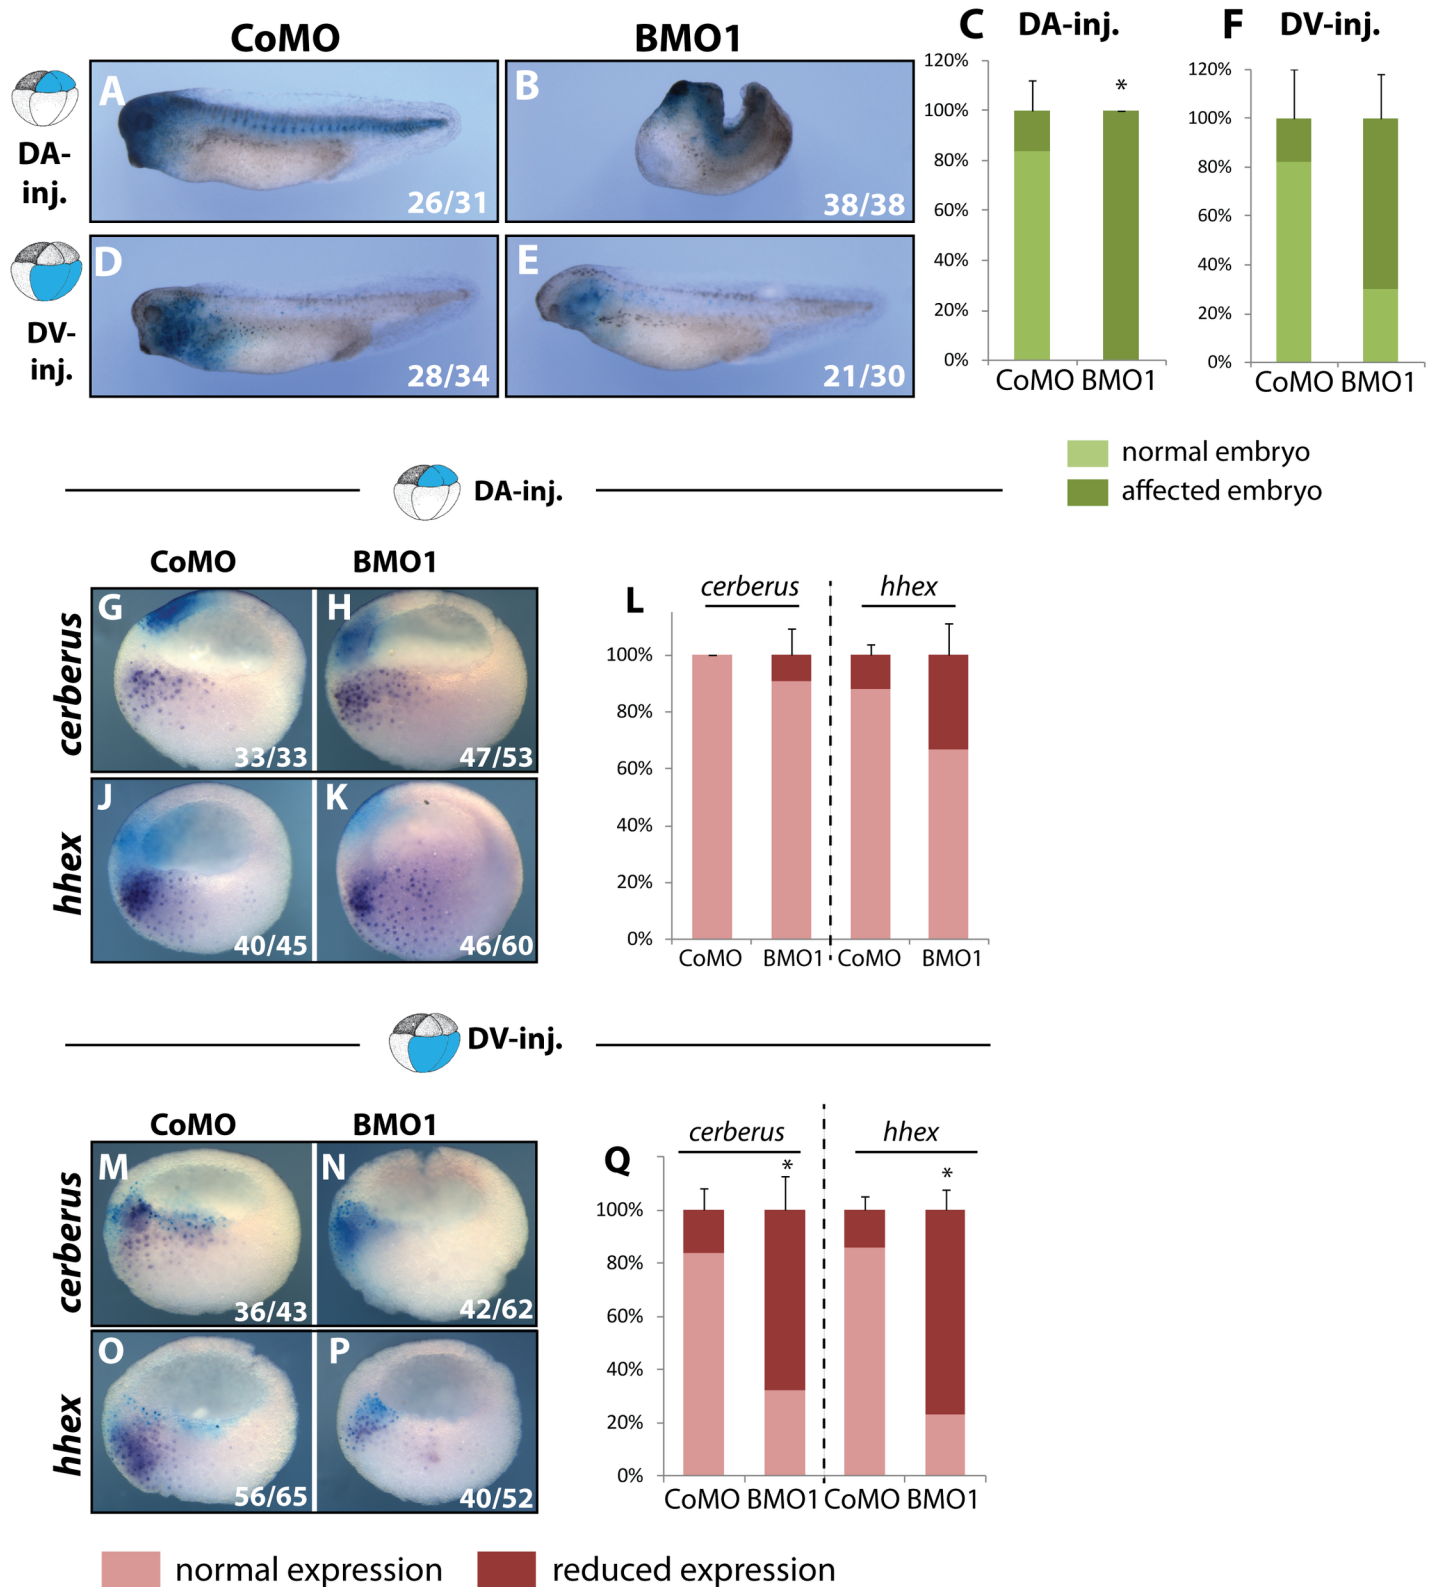 CoMO BMO1
C DA-inj.
F DV-inj.
DA-
inj.
A
26/31
B
38/38
DV-
inj.
D
28/34
E
21/30
120%
100%
80%
60%
40%
20%
0%
*
CoMO BMO1
120%
100%
80%
60%
40%
20%
0%
CoMO BMO1
normal embryo
affected embryo
DA-inj.
CoMO BMO1
cerberus
G
33/33
H
47/53
hhex
J
40/45
K
46/60
L
cerberus hhex
100%
80%
60%
40%
20%
0%
CoMO BMO1 CoMO BMO1
DV-inj.
CoMO BMO1
cerberus
M
36/43
N
42/62
hhex
O
56/65
P
40/52
Q
cerberus hhex
* *
100%
80%
60%
40%
20%
0%
CoMO BMO1 CoMO BMO1
normal expression reduced expression